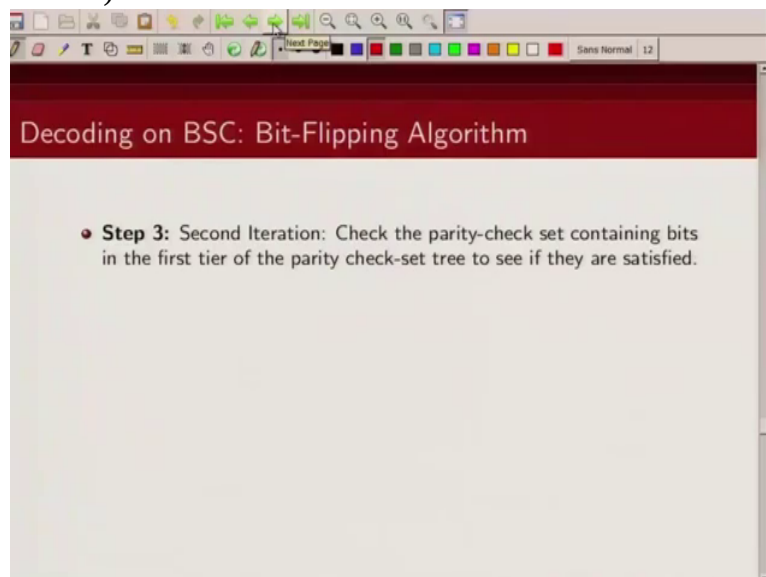 Next Page
Sans Normal 12
Decoding on BSC: Bit-Flipping Algorithm
Step 3: Second Iteration: Check the parity-check set containing bits
in the first tier of the parity check-set tree to see if they are satisfied.